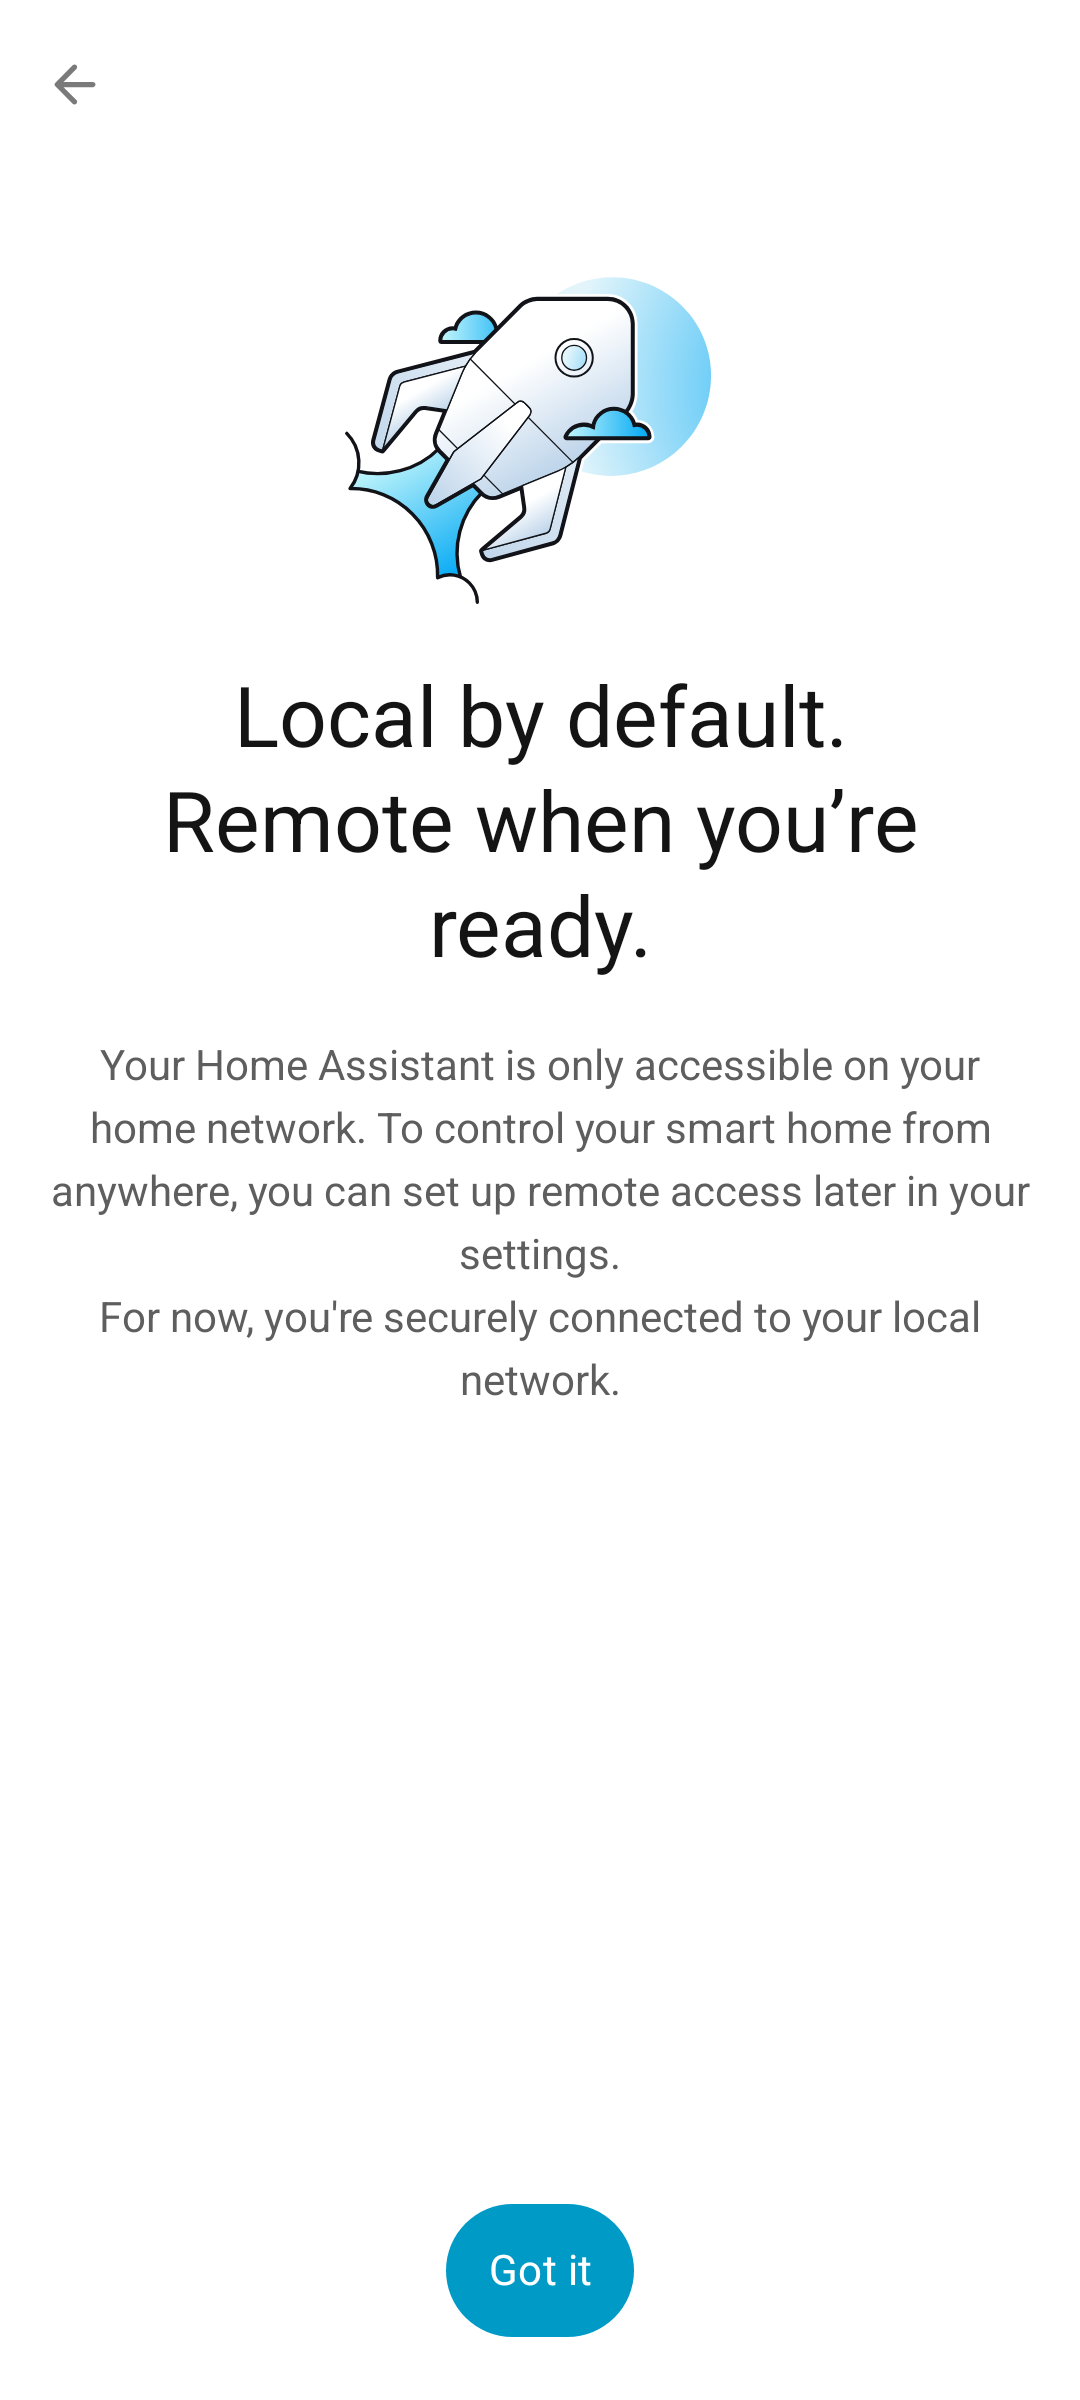 Local by default.
Remote when you’re
ready.
Your Home Assistant is only accessible on your
home network. To control your smart home from
anywhere, you can set up remote access later in your
settings.
For now, you're securely connected to your local
network.
Got it